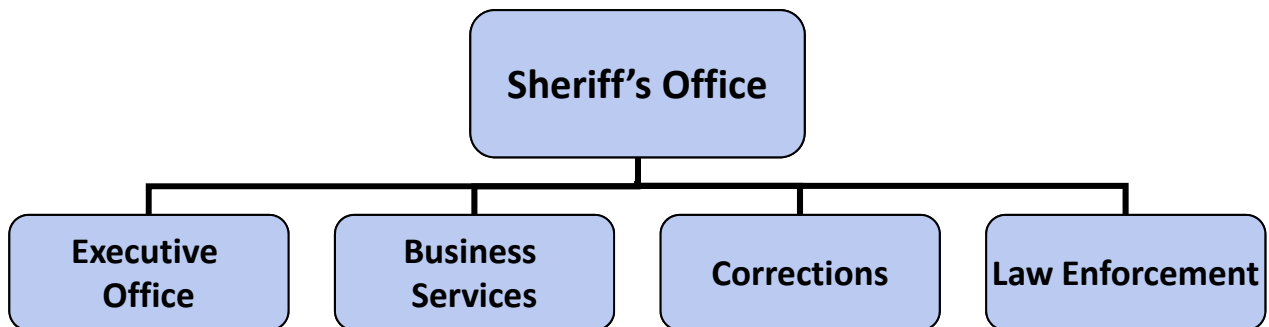 Sheriff’s Office
Executive
Office
Business
Services
Corrections
Law Enforcement